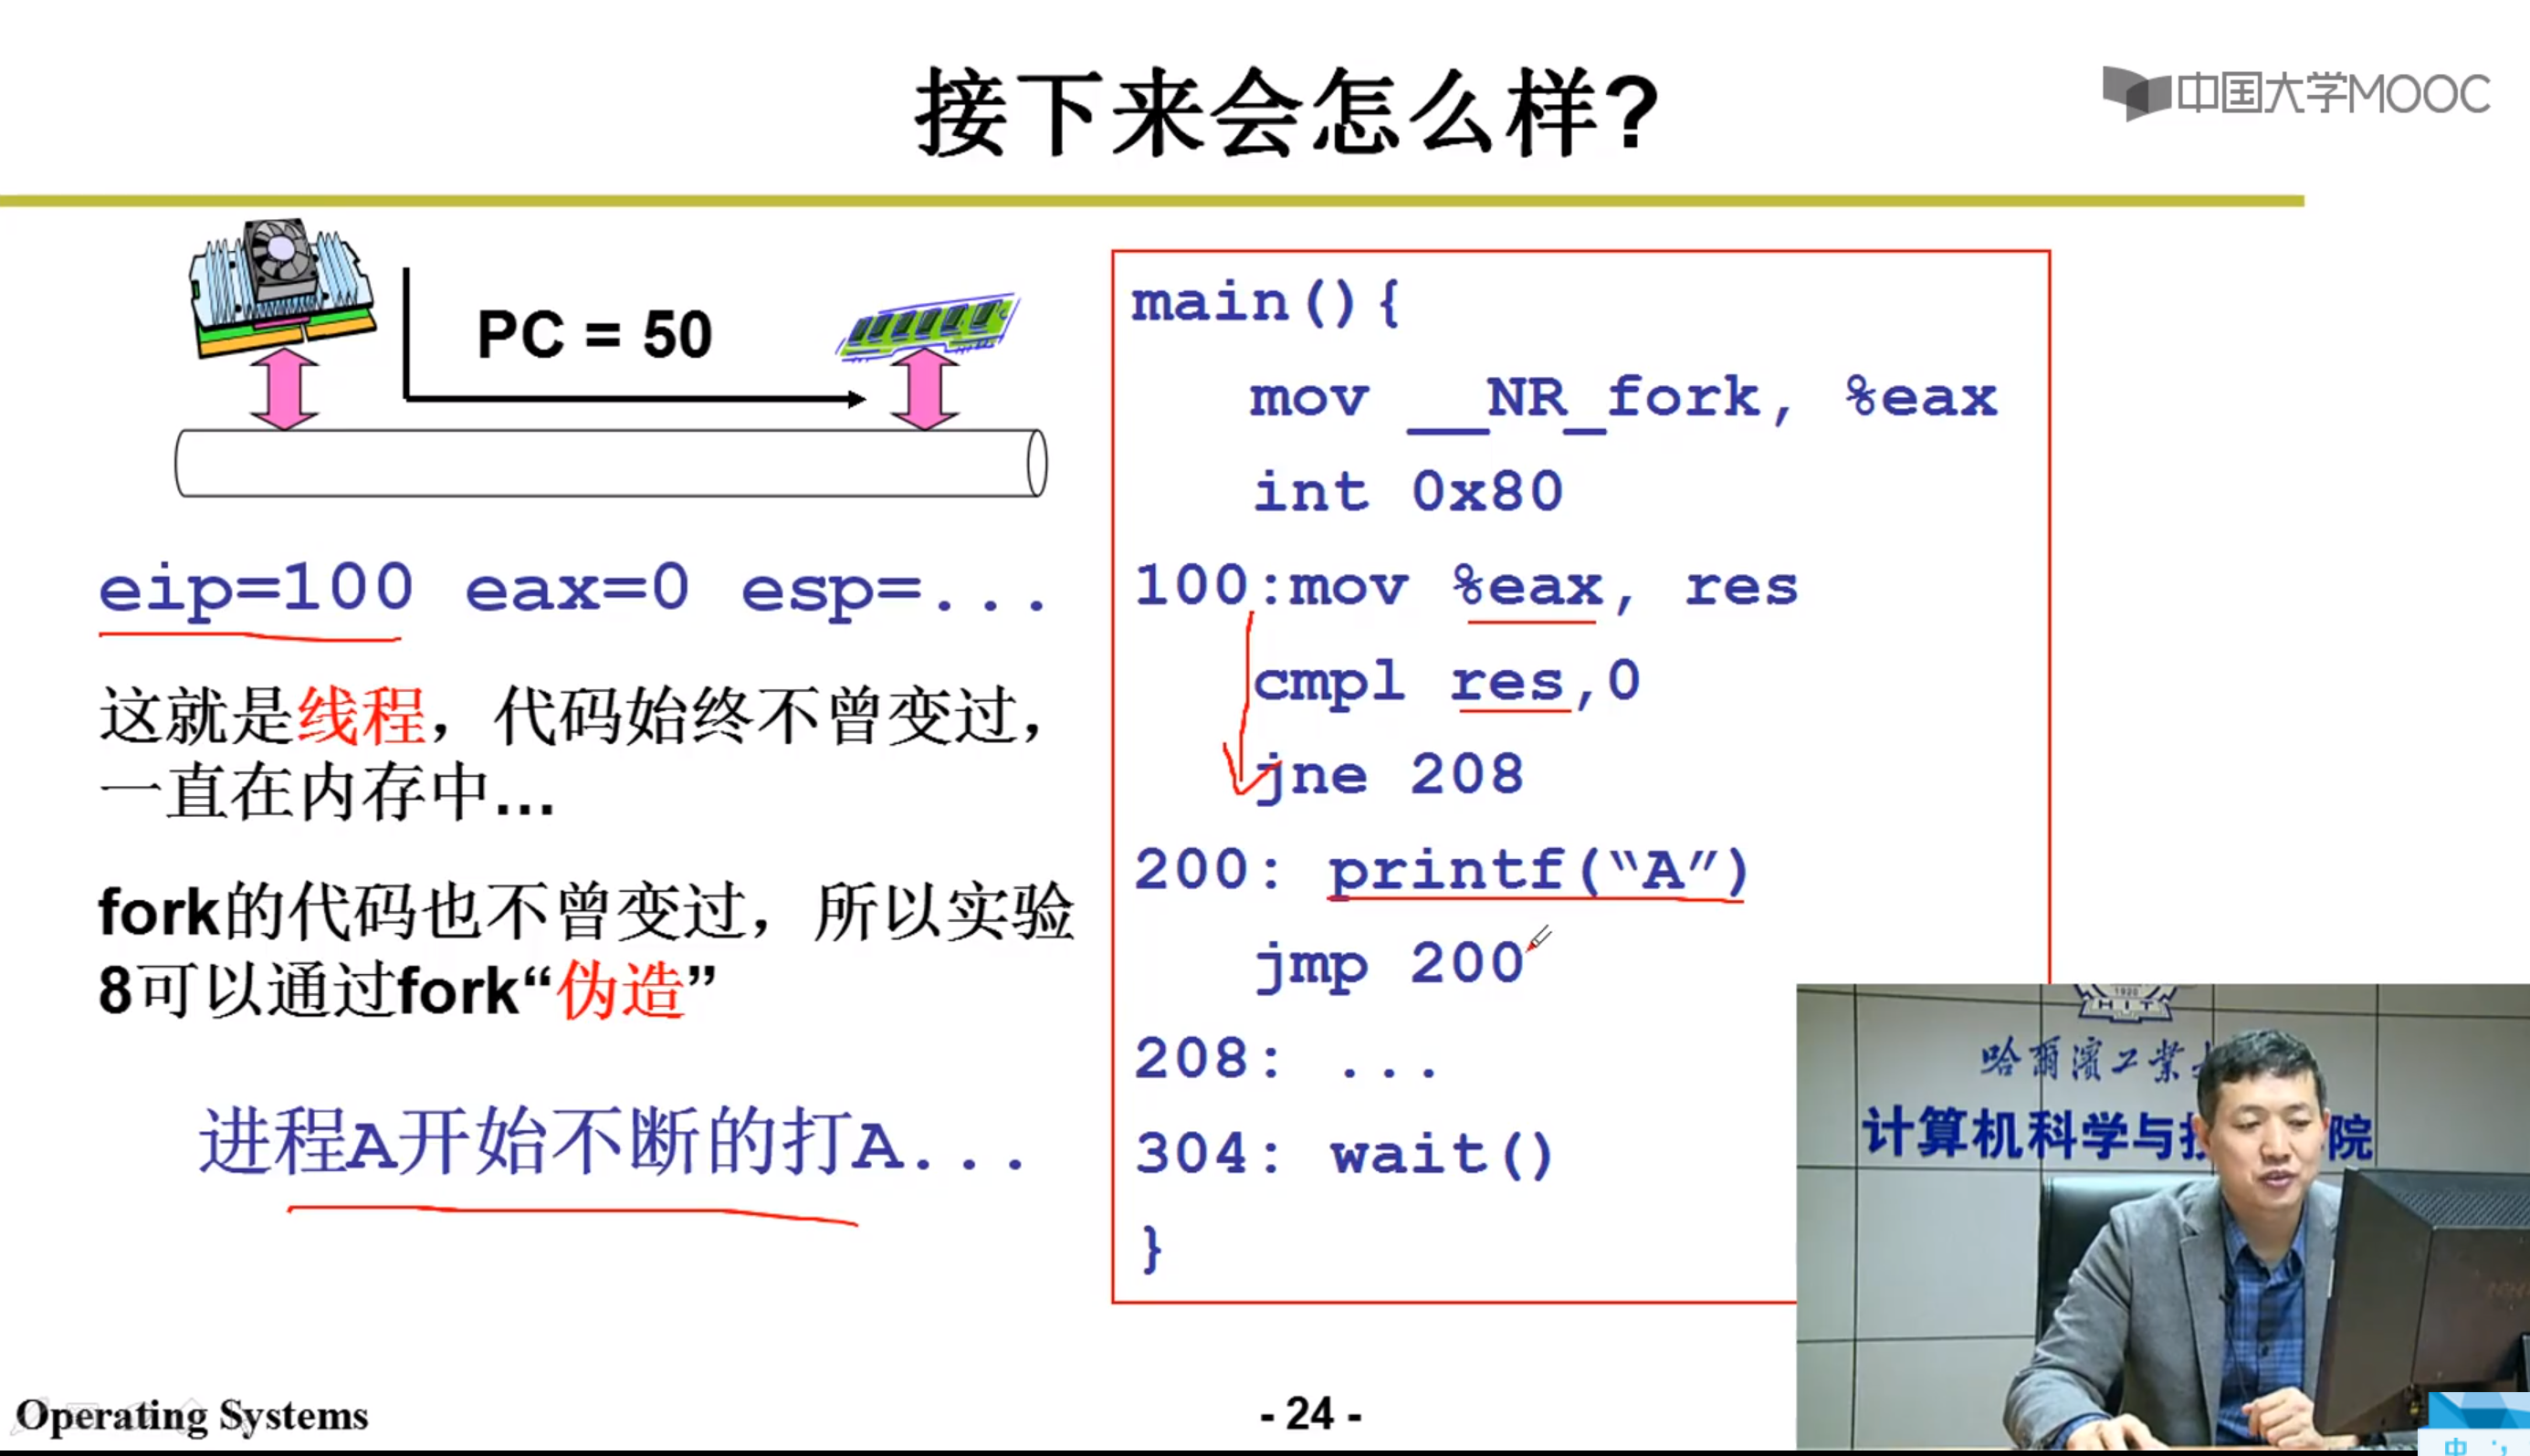 接下来会怎么样?
中国大学MOOC
PC = 50
eip=100 eax=0 esp=...
这就是线程，代码始终不曾变过，
一直在内存中...
fork的代码也不曾变过，所以实验
8可以通过fork“伪造”
进程A开始不断的打A...
main(){
mov __NR_fork, %eax
int 0x80
100:mov %eax, res
cmpl res,0
jne 208
200: printf(“A”)
jmp 200
208: ...
304: wait()
}
1920
HIT
哈爾濱工業
计算机科学与技 院
Operating Systems
- 24 -
中